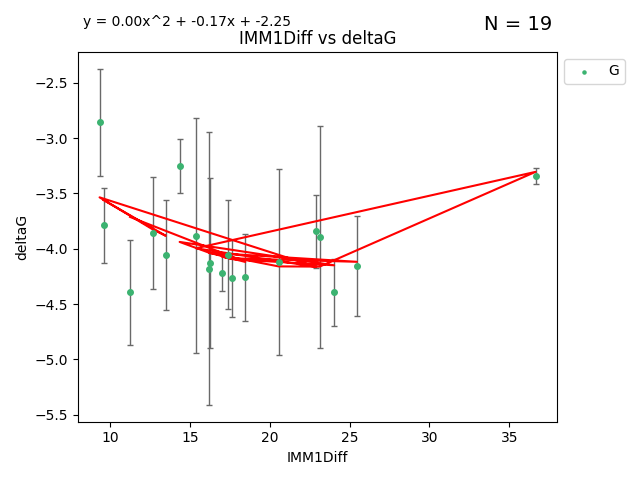 y = 0.00x^2 + -0.17x + -2.25
N = 19
IMM1Diff vs deltaG
G
−2.5
−3.0
−3.5
−4.0
−4.5
−5.0
−5.5
deltaG
10 15 20 25 30 35
IMM1Diff